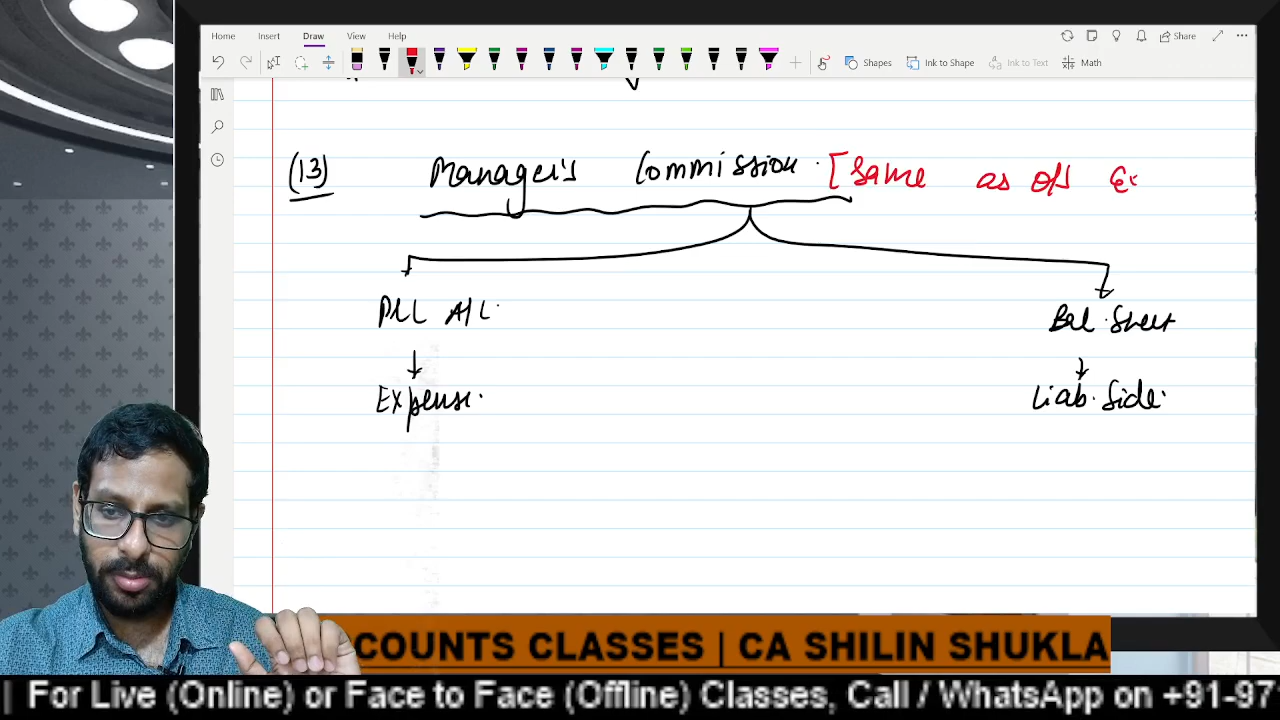 Home Insert Draw View Help Share
Shapes Ink to Shape Ink to Text Math
(13) Manager's Commission. [Same as o/s Ex
P&L A/c. Bal. Sheet
Expense. Liab. Side.
COUNTS CLASSES | CA SHILIN SHUKLA
| For Live (Online) or Face to Face (Offline) Classes, Call / WhatsApp on +91-97